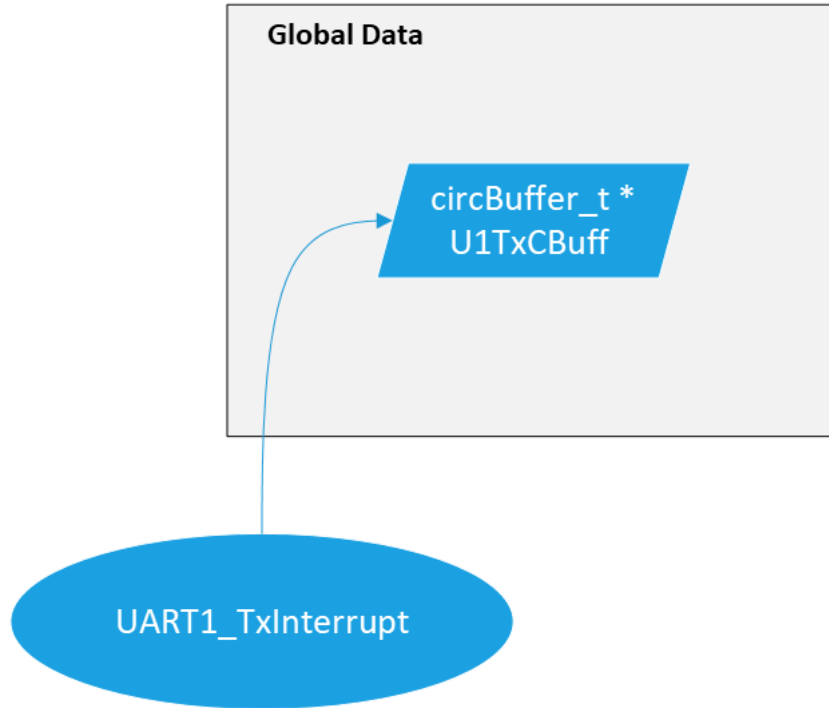 Global Data
circBuffer_t *
U1TxCBuff
UART1_TxInterrupt